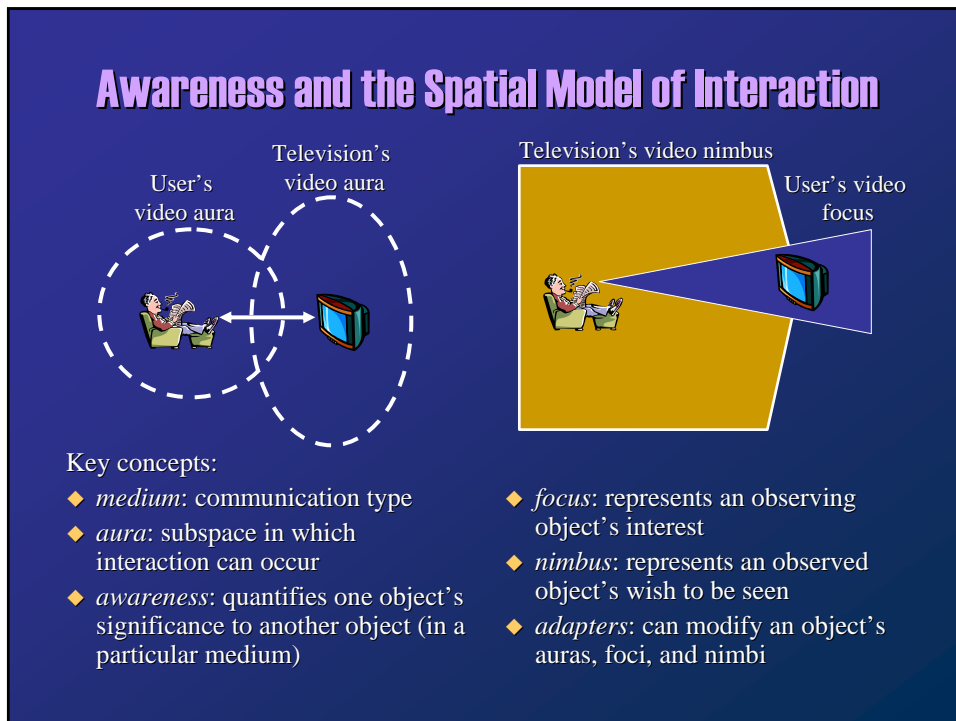 Awareness and the Spatial Model of Interaction
Television’s
video aura
User’s
video aura
Television’s video nimbus
User’s video
focus
Key concepts:
medium: communication type
aura: subspace in which
interaction can occur
awareness: quantifies one object’s
significance to another object (in a
particular medium)
focus: represents an observing
object’s interest
nimbus: represents an observed
object’s wish to be seen
adapters: can modify an object’s
auras, foci, and nimbi